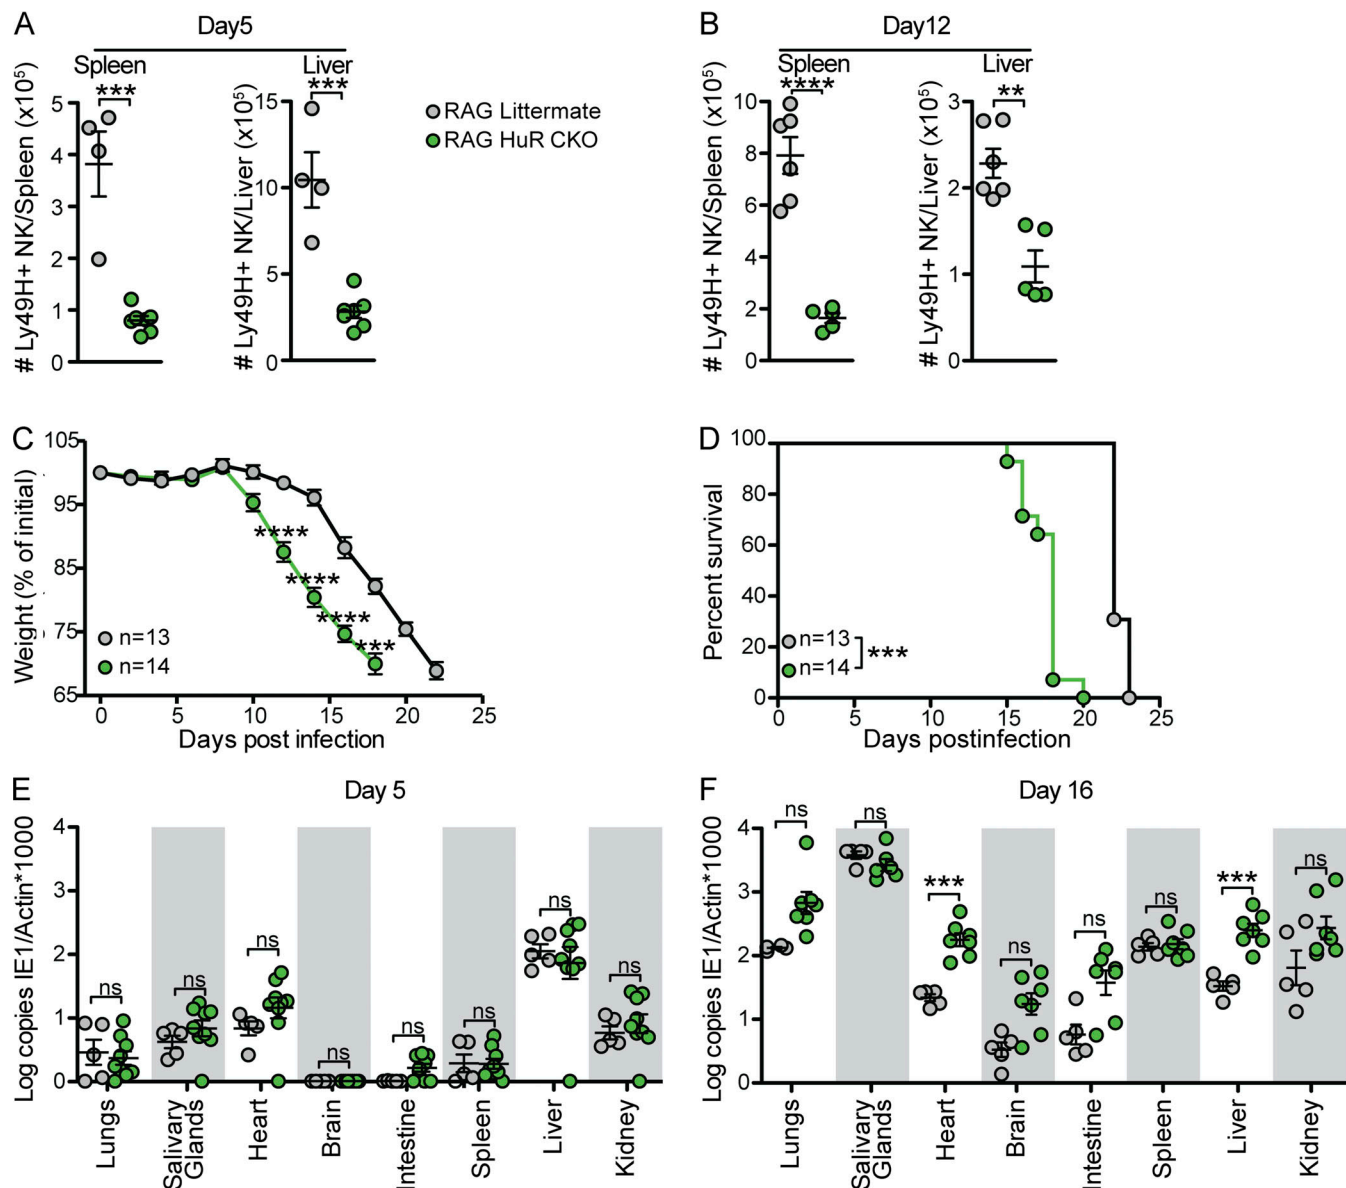 A
Day5
Spleen
***
Liver
***
# Ly49H+ NK/Spleen (x10⁵)
5
4
3
2
1
0
# Ly49H+ NK/Liver (x10⁵)
15
10
5
0
RAG Littermate
RAG HuR CKO
B
Day12
Spleen
****
Liver
**
# Ly49H+ NK/Spleen (x10⁵)
10
8
6
4
2
0
# Ly49H+ NK/Liver (x10⁵)
3
2
1
0
C
Weight (% of initial)
105
95
85
75
65
****
****
****
***
n=13
n=14
0 5 10 15 20 25
Days post infection
D
Percent survival
100
80
60
40
20
0
n=13
n=14
***
0 5 10 15 20 25
Days postinfection
E
Day 5
Log copies IE1/Actin*1000
4
3
2
1
0
ns ns ns ns ns ns ns ns
Lungs
Salivary
Glands
Heart
Brain
Intestine
Spleen
Liver
Kidney
F
Day 16
Log copies IE1/Actin*1000
4
3
2
1
0
ns ns *** ns ns ns *** ns
Lungs
Salivary
Glands
Heart
Brain
Intestine
Spleen
Liver
Kidney